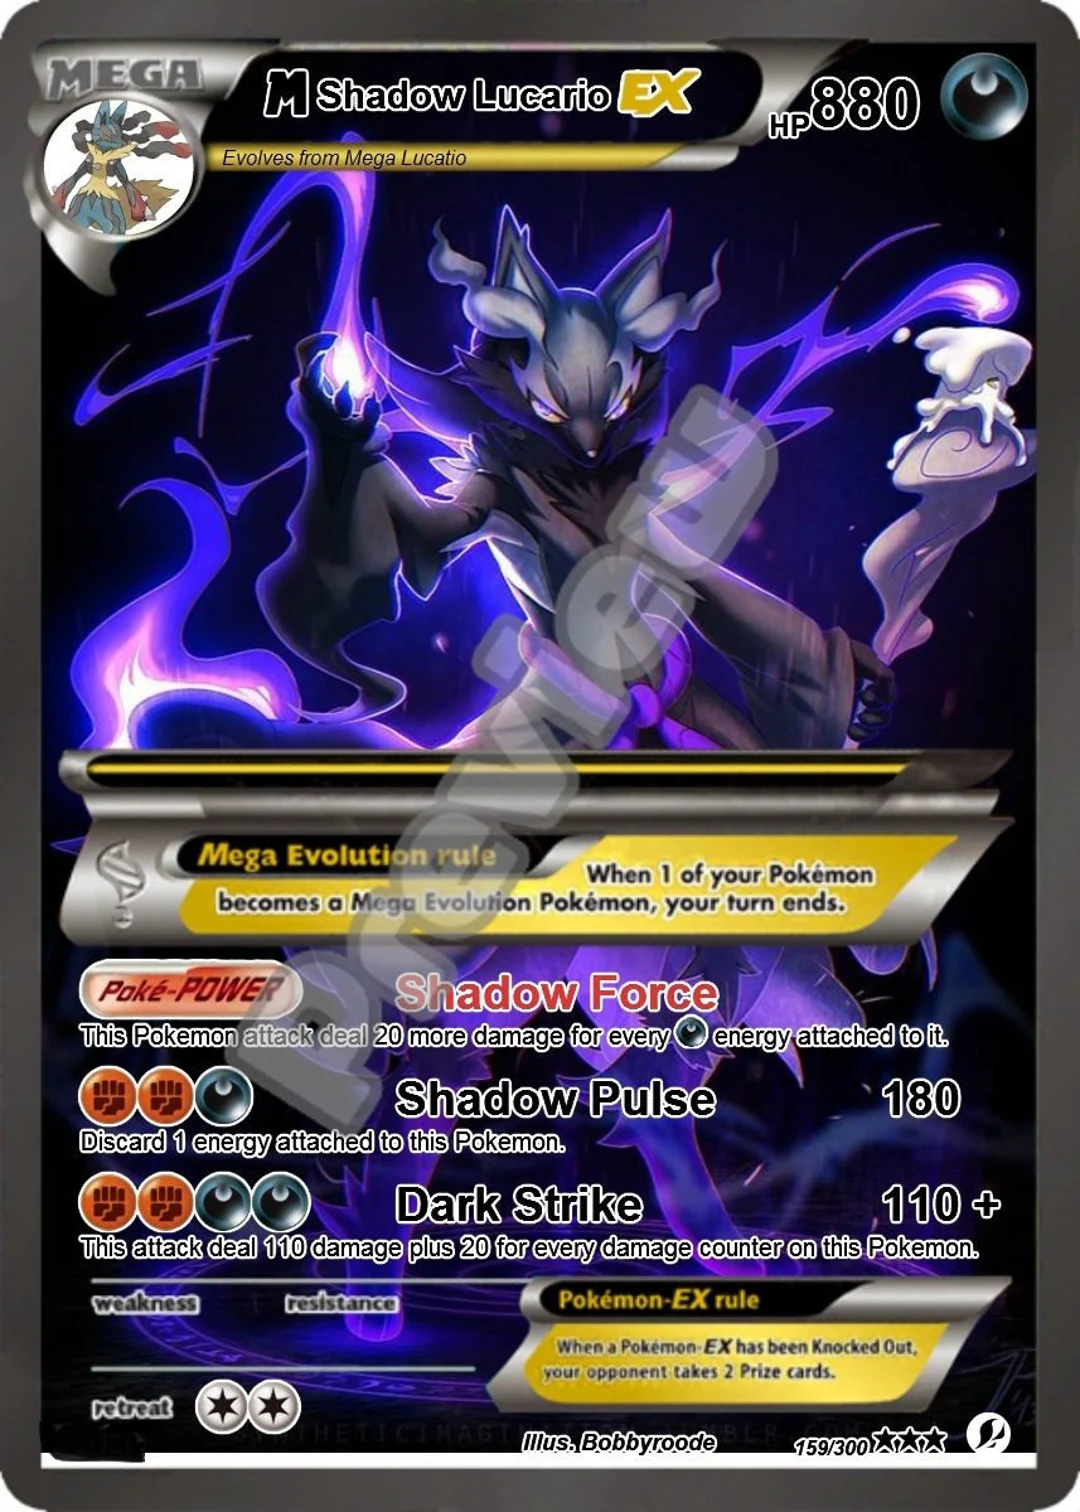 MEGA
M Shadow Lucario EX
HP880
Evolves from Mega Lucatio
Preview
Mega Evolution rule
When 1 of your Pokémon
becomes a Mega Evolution Pokémon, your turn ends.
Poké-POWER Shadow Force
This Pokemon attack deal 20 more damage for every energy attached to it.
Shadow Pulse 180
Discard 1 energy attached to this Pokemon.
Dark Strike 110 +
This attack deal 110 damage plus 20 for every damage counter on this Pokemon.
weakness resistance
Pokémon-EX rule
When a Pokémon-EX has been Knocked Out,
your opponent takes 2 Prize cards.
retreat
Illus. Bobbyroode 159/300